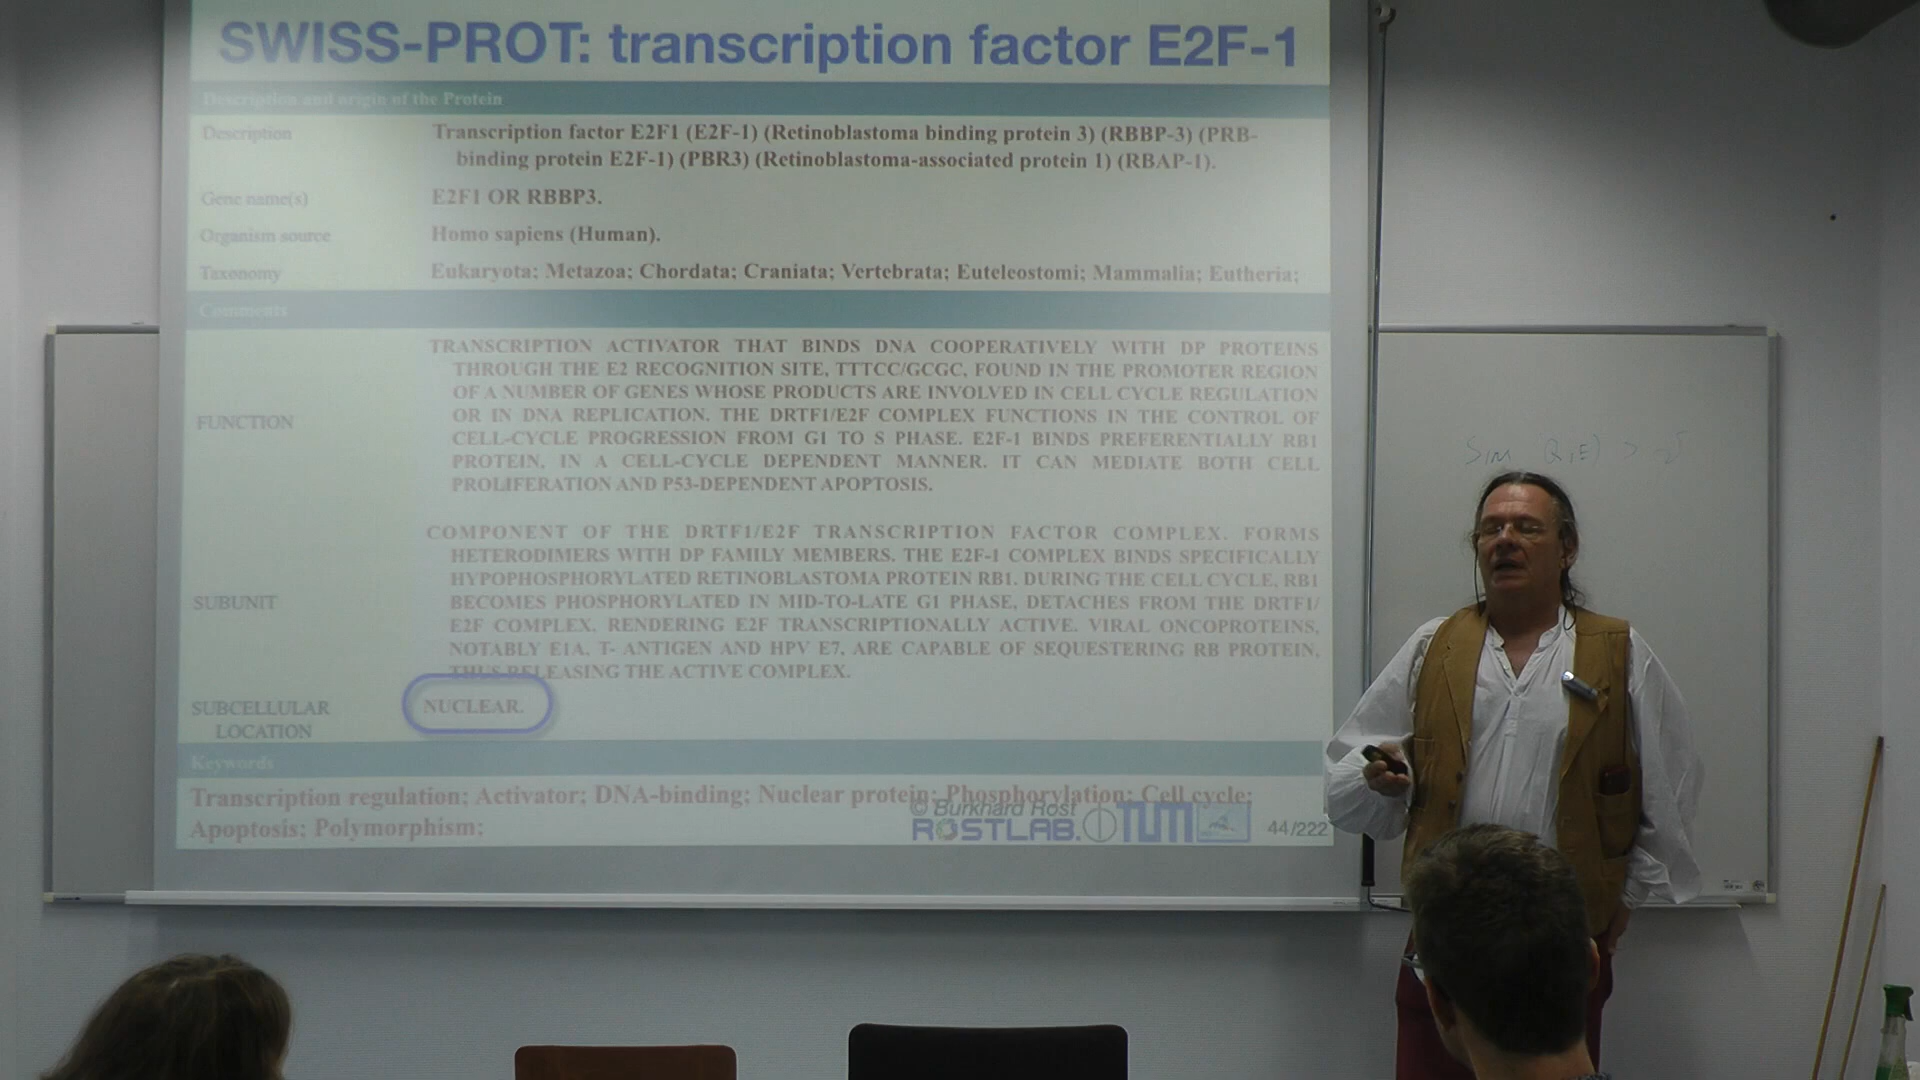 SWISS-PROT: transcription factor E2F-1
Description and origin of the Protein
Description
Transcription factor E2F1 (E2F-1) (Retinoblastoma binding protein 3) (RBBP-3) (PRB-
binding protein E2F-1) (PBR3) (Retinoblastoma-associated protein 1) (RBAP-1).
Gene name(s)
E2F1 OR RBBP3.
Organism source
Homo sapiens (Human).
Taxonomy
Eukaryota; Metazoa; Chordata; Craniata; Vertebrata; Euteleostomi; Mammalia; Eutheria;
Comments
FUNCTION
TRANSCRIPTION ACTIVATOR THAT BINDS DNA COOPERATIVELY WITH DP PROTEINS
THROUGH THE E2 RECOGNITION SITE, TTTCC/GCGC, FOUND IN THE PROMOTER REGION
OF A NUMBER OF GENES WHOSE PRODUCTS ARE INVOLVED IN CELL CYCLE REGULATION
OR IN DNA REPLICATION. THE DRTF1/E2F COMPLEX FUNCTIONS IN THE CONTROL OF
CELL-CYCLE PROGRESSION FROM G1 TO S PHASE. E2F-1 BINDS PREFERENTIALLY RB1
PROTEIN, IN A CELL-CYCLE DEPENDENT MANNER. IT CAN MEDIATE BOTH CELL
PROLIFERATION AND P53-DEPENDENT APOPTOSIS.
SUBUNIT
COMPONENT OF THE DRTF1/E2F TRANSCRIPTION FACTOR COMPLEX. FORMS
HETERODIMERS WITH DP FAMILY MEMBERS. THE E2F-1 COMPLEX BINDS SPECIFICALLY
HYPOPHOSPHORYLATED RETINOBLASTOMA PROTEIN RB1. DURING THE CELL CYCLE, RB1
BECOMES PHOSPHORYLATED IN MID-TO-LATE G1 PHASE, DETACHES FROM THE DRTF1/
E2F COMPLEX, RENDERING E2F TRANSCRIPTIONALLY ACTIVE. VIRAL ONCOPROTEINS,
NOTABLY E1A, T- ANTIGEN AND HPV E7, ARE CAPABLE OF SEQUESTERING RB PROTEIN,
THUS RELEASING THE ACTIVE COMPLEX.
SUBCELLULAR
LOCATION
NUCLEAR.
Keywords
Transcription regulation; Activator; DNA-binding; Nuclear protein; Phosphorylation; Cell cycle;
Apoptosis; Polymorphism;
© Burkhard Rost
ROSTLAB. TUM
44/222
SIM (Q,E) >